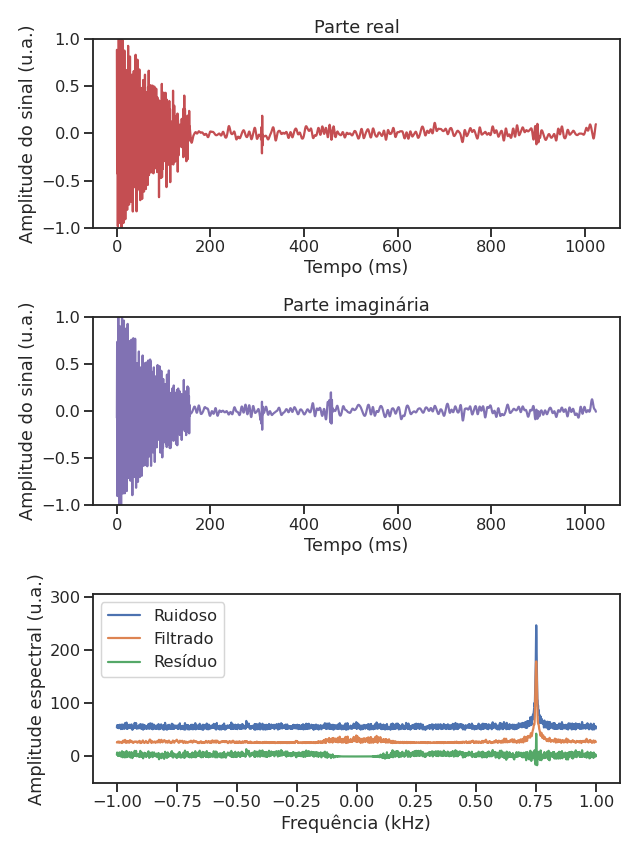 Parte real
Amplitude do sinal (u.a.)
1.0
0.5
0.0
−0.5
−1.0
0 200 400 600 800 1000
Tempo (ms)
Parte imaginária
Amplitude do sinal (u.a.)
1.0
0.5
0.0
−0.5
−1.0
0 200 400 600 800 1000
Tempo (ms)
Amplitude espectral (u.a.)
300
200
100
0
Ruidoso
Filtrado
Resíduo
−1.00 −0.75 −0.50 −0.25 0.00 0.25 0.50 0.75 1.00
Frequência (kHz)